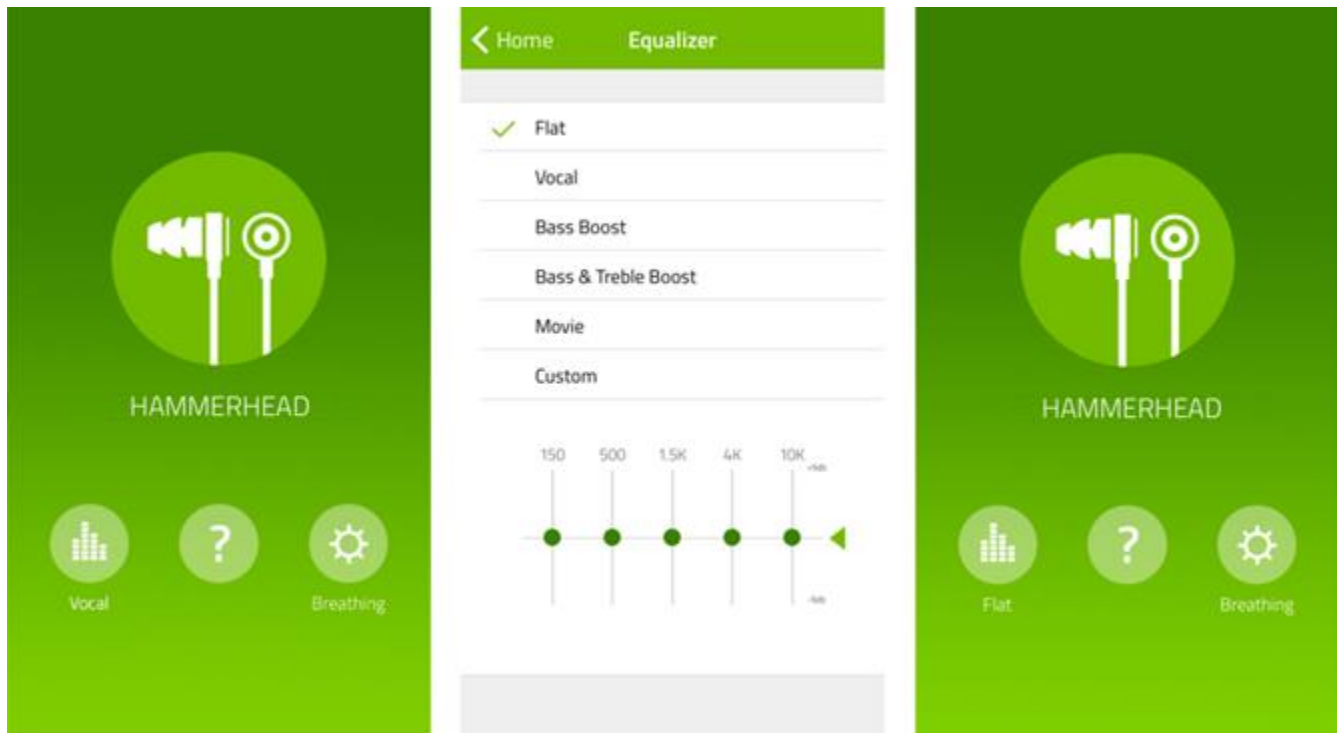 HAMMERHEAD
?
Vocal
Breathing
Home
Equalizer
Flat
Vocal
Bass Boost
Bass & Treble Boost
Movie
Custom
150 500 1.5K 4K 10K
HAMMERHEAD
?
Flat
Breathing